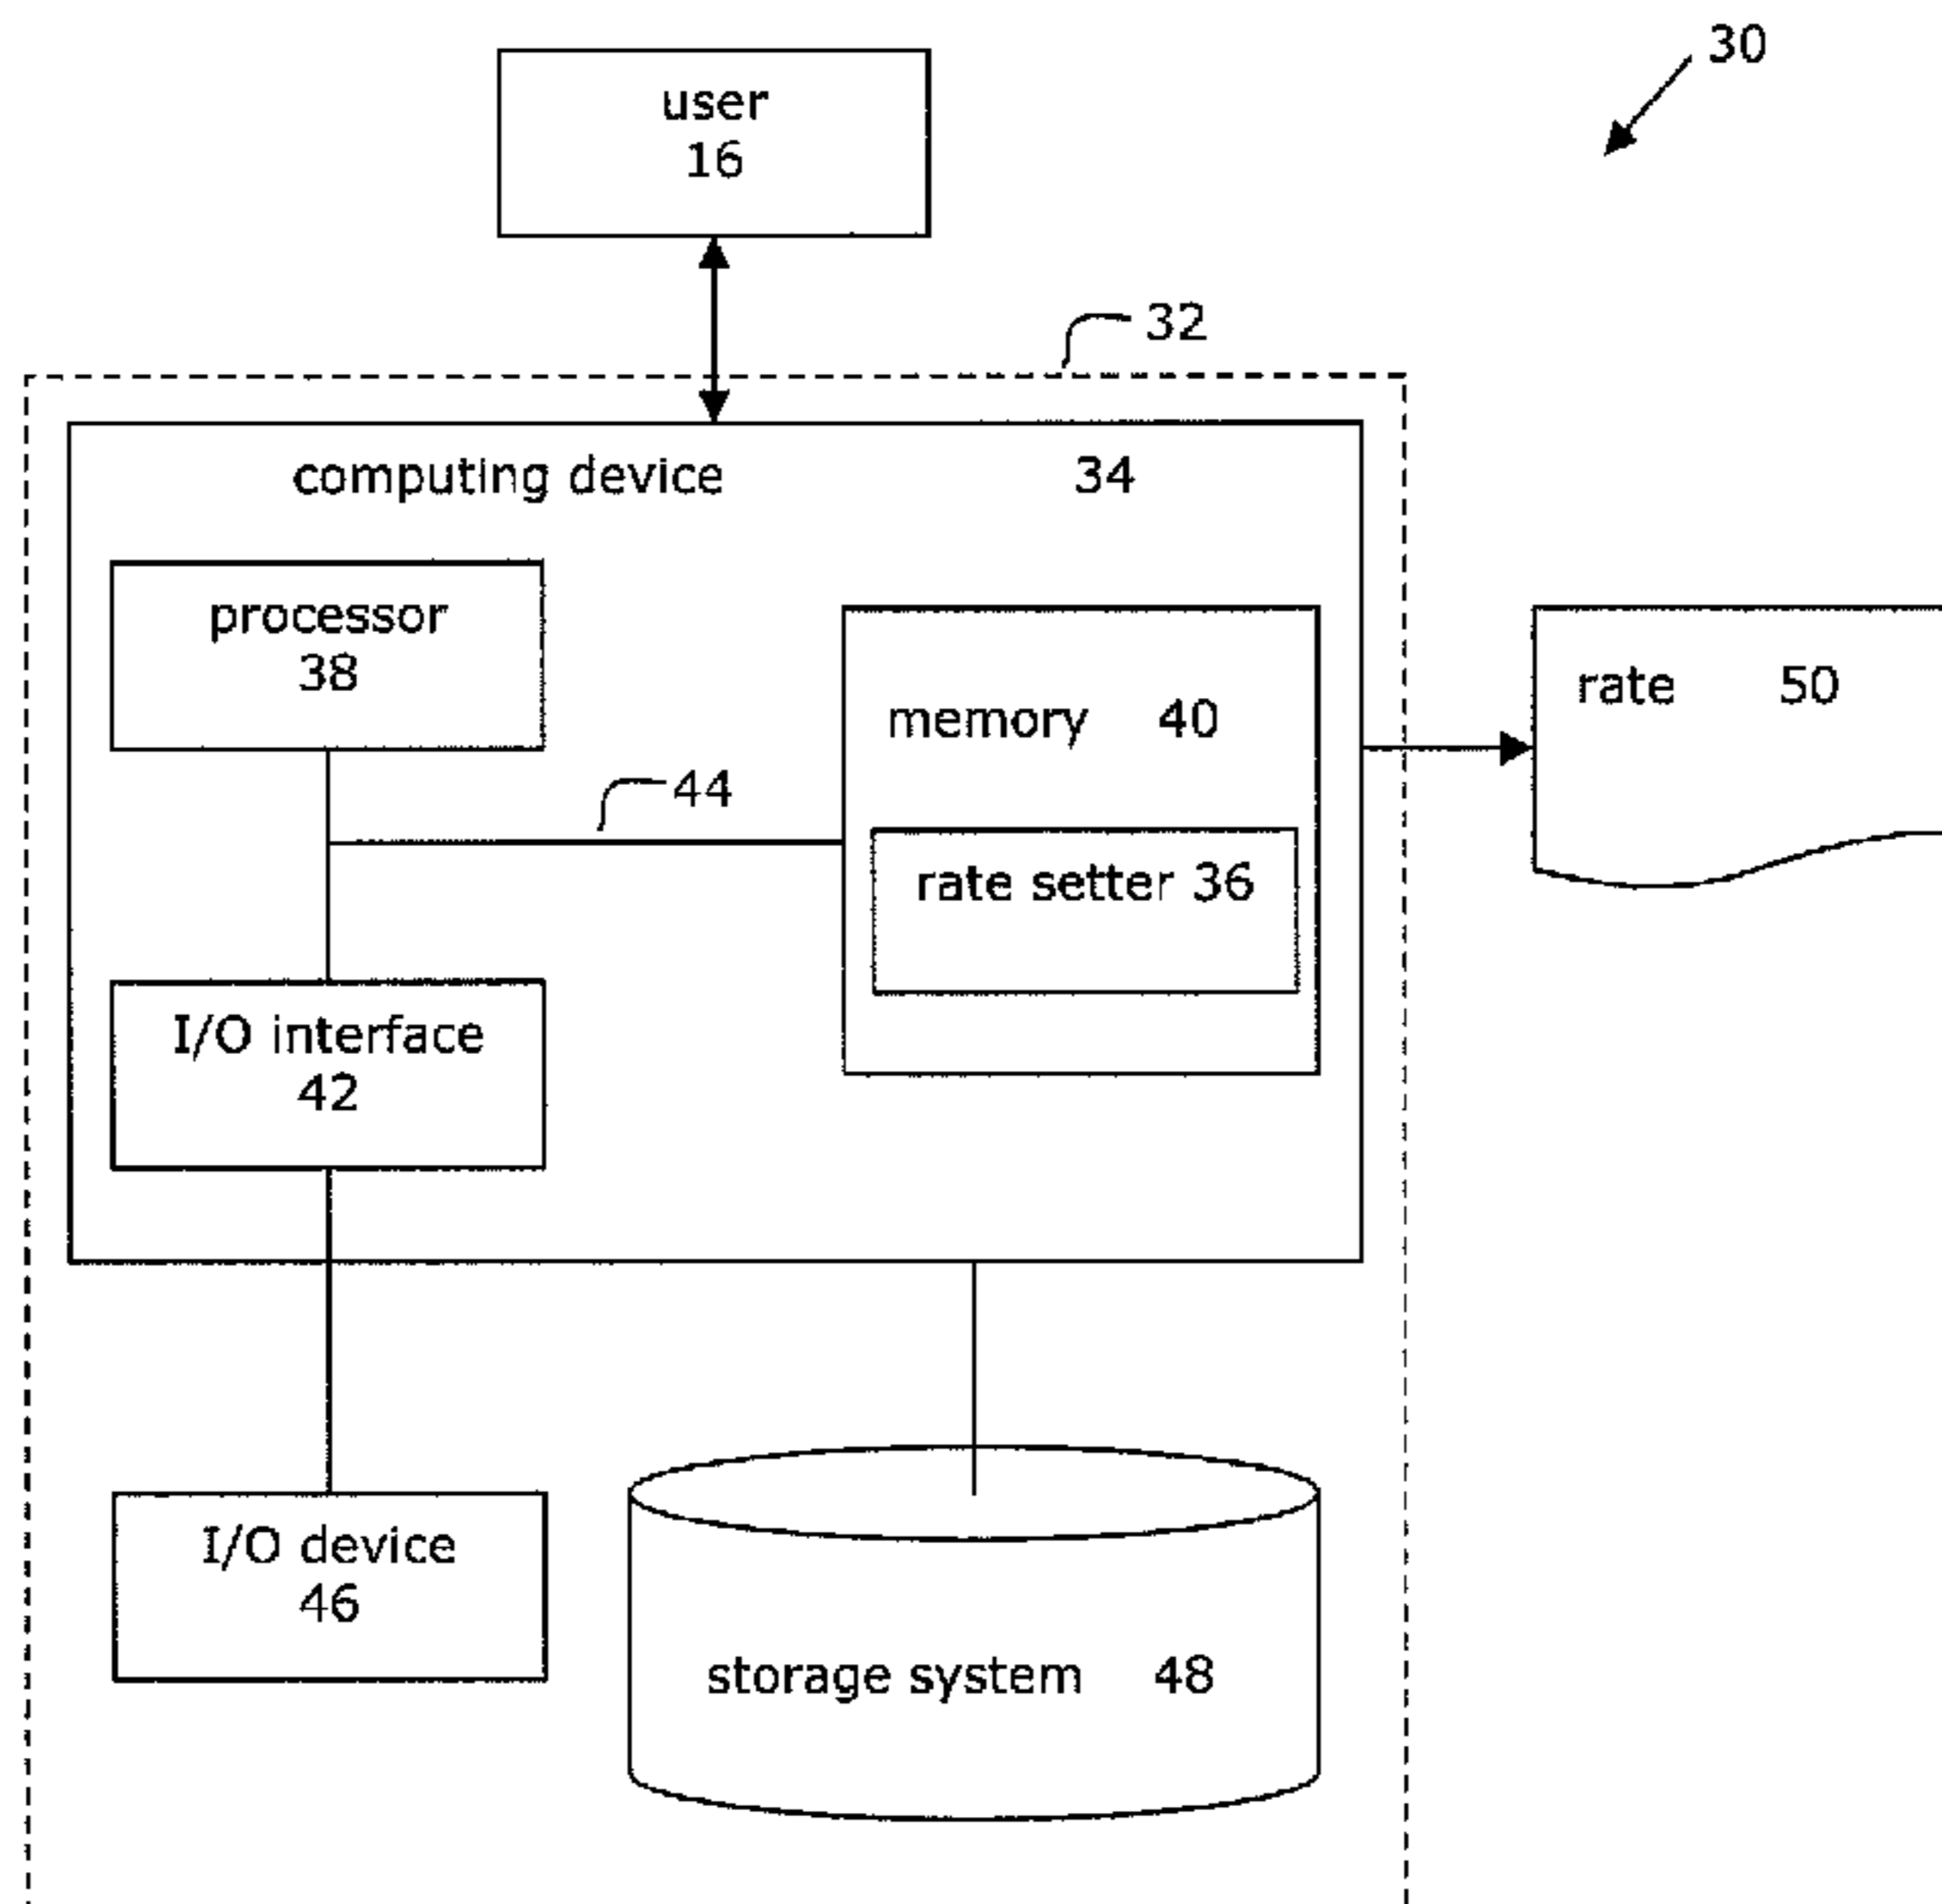 30
user
16
32
computing device 34
processor
38
memory 40
rate 50
44
rate setter 36
I/O interface
42
I/O device
46
storage system 48